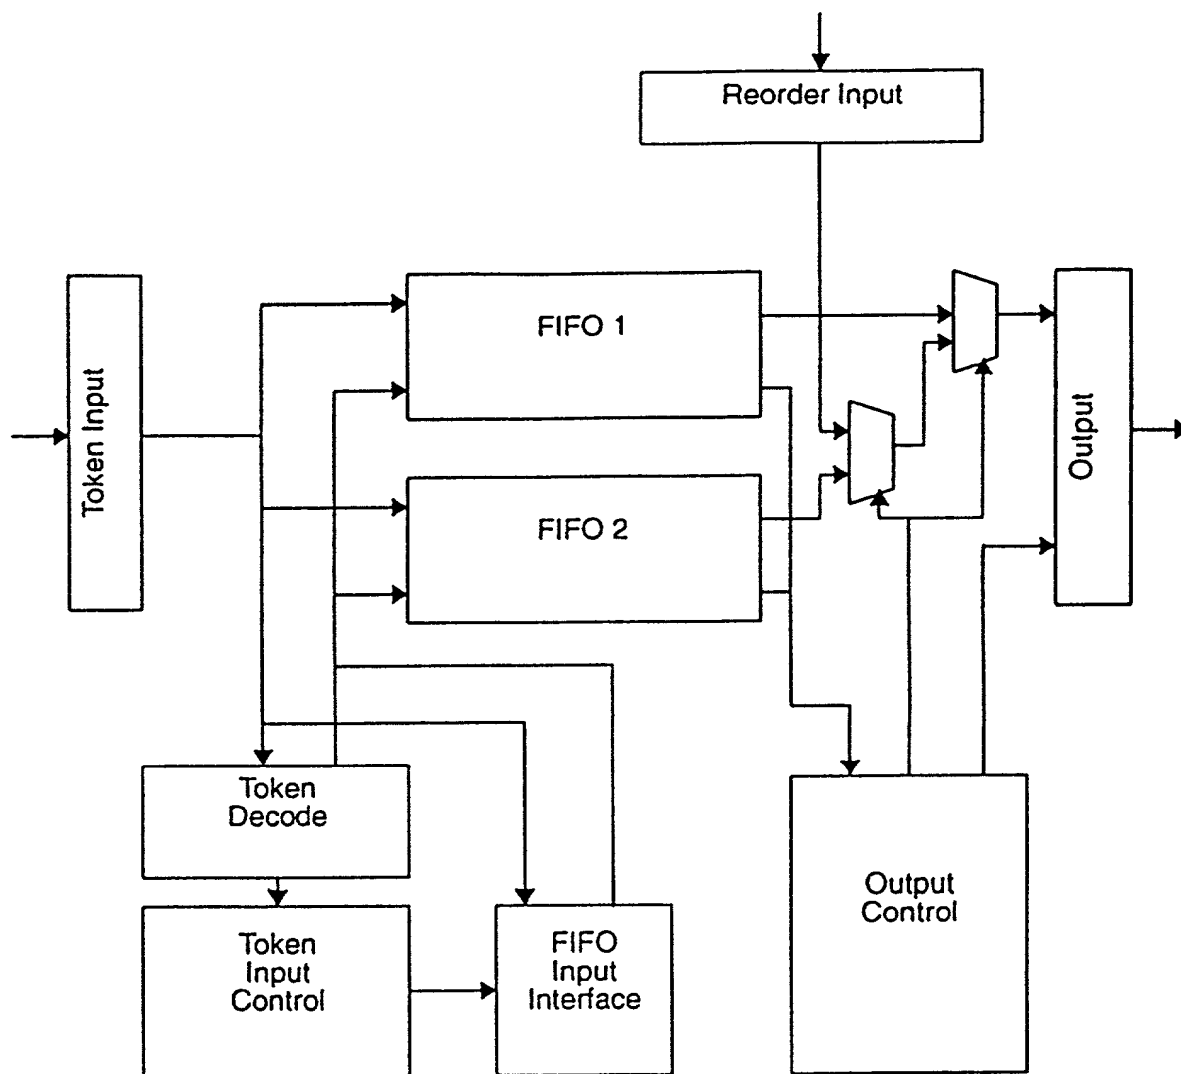 Reorder Input
Token Input
FIFO 1
Output
FIFO 2
Token
Decode
Token
Input
Control
FIFO
Input
Interface
Output
Control